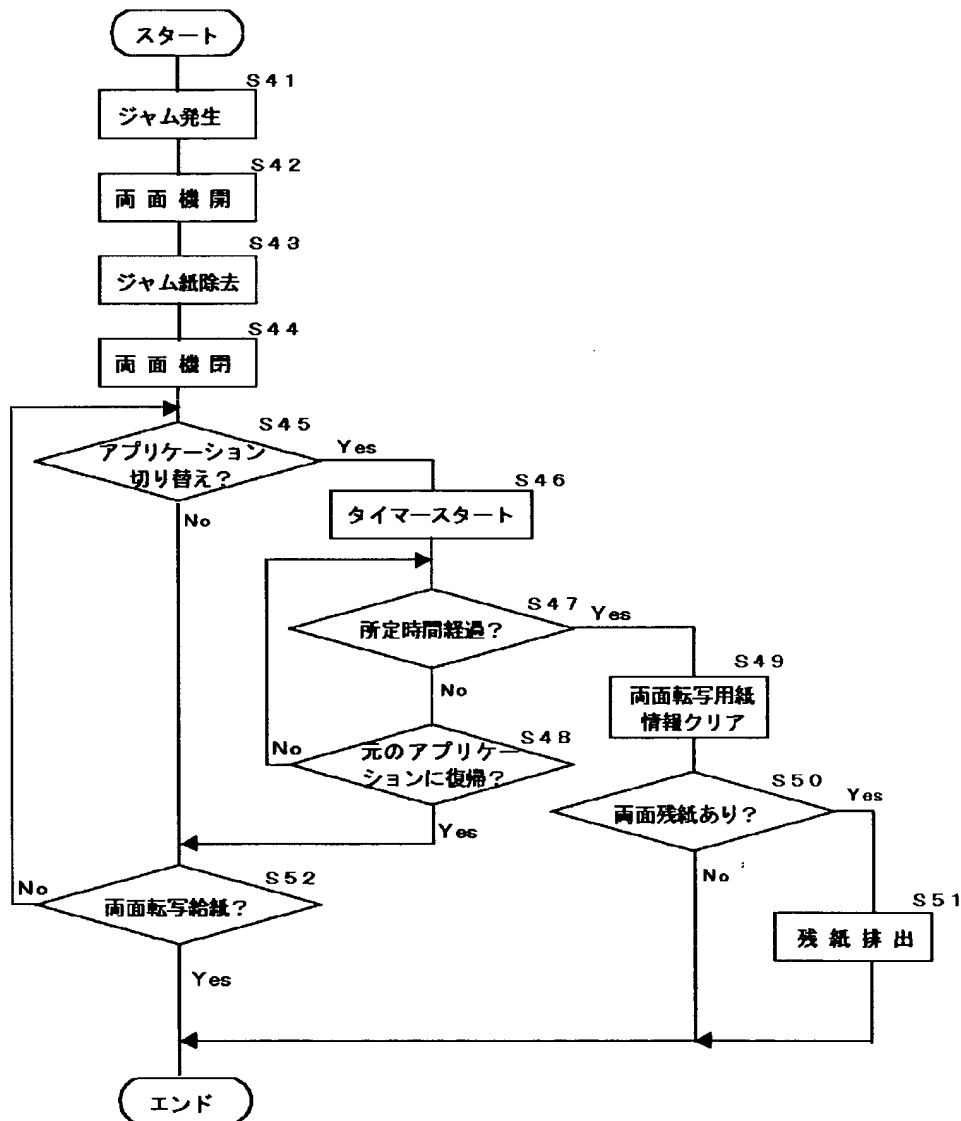 スタート
S41
ジャム発生
S42
両面機開
S43
ジャム紙除去
S44
両面機閉
S45
アプリケーション
切り替え？
Yes
No
S46
タイマースタート
S47
所定時間経過？
Yes
No
S48
元のアプリケー
ションに復帰？
No
Yes
S49
両面転写用紙
情報クリア
S50
両面残紙あり？
Yes
No
S51
残紙排出
S52
両面転写給紙？
No
Yes
エンド